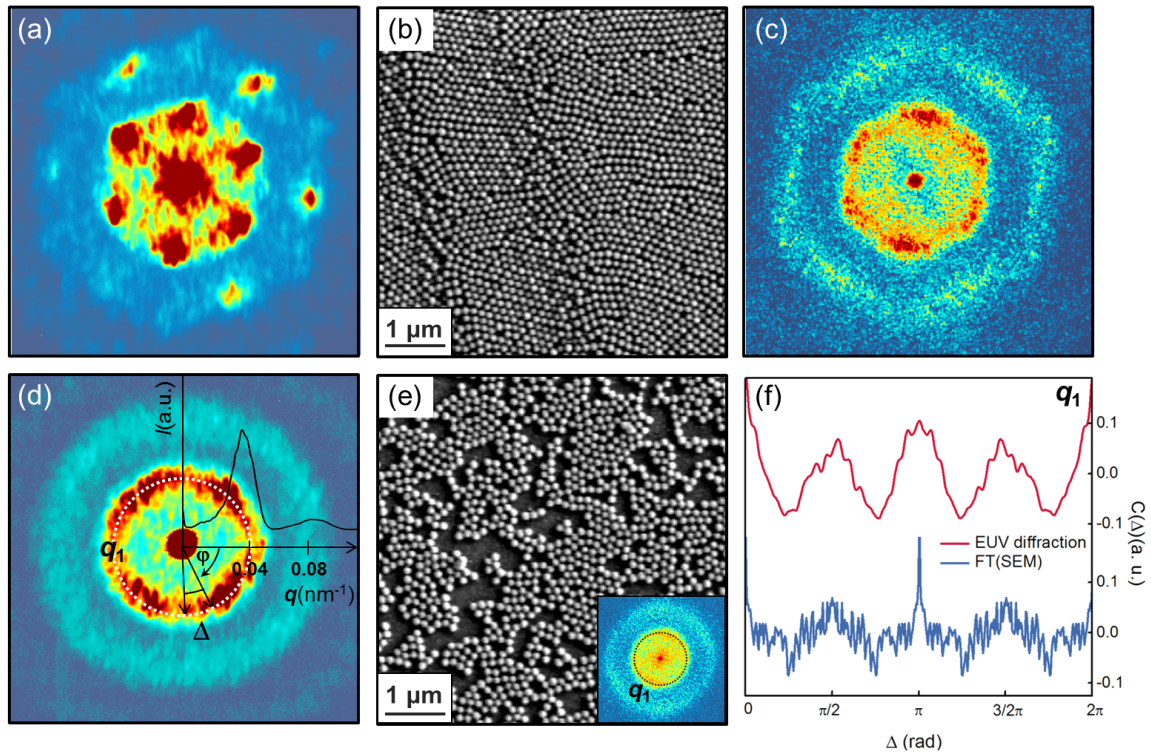 (a)
(b)
1 μm
(c)
(d)
I(a.u.)
q₁
φ
0.04
0.08
q(nm⁻¹)
Δ
(e)
1 μm
q₁
(f)
q₁
0.1
0.0
-0.1
EUV diffraction
FT(SEM)
0.1
0.0
-0.1
C(Δ)(a. u.)
0
π/2
π
3/2π
2π
Δ (rad)